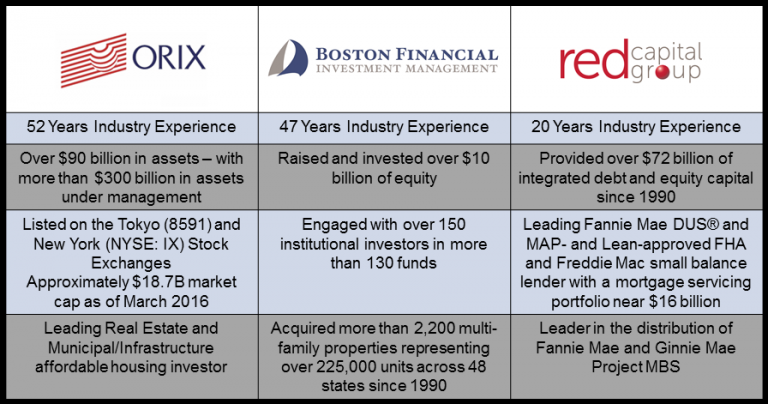 ORIX
BOSTON FINANCIAL
INVESTMENT MANAGEMENT
red capital
group
52 Years Industry Experience
47 Years Industry Experience
20 Years Industry Experience
Over $90 billion in assets – with
more than $300 billion in assets
under management
Raised and invested over $10
billion of equity
Provided over $72 billion of
integrated debt and equity capital
since 1990
Listed on the Tokyo (8591) and
New York (NYSE: IX) Stock
Exchanges
Approximately $18.7B market
cap as of March 2016
Engaged with over 150
institutional investors in more
than 130 funds
Leading Fannie Mae DUS® and
MAP- and Lean-approved FHA
and Freddie Mac small balance
lender with a mortgage servicing
portfolio near $16 billion
Leading Real Estate and
Municipal/Infrastructure
affordable housing investor
Acquired more than 2,200 multi-
family properties representing
over 225,000 units across 48
states since 1990
Leader in the distribution of
Fannie Mae and Ginnie Mae
Project MBS